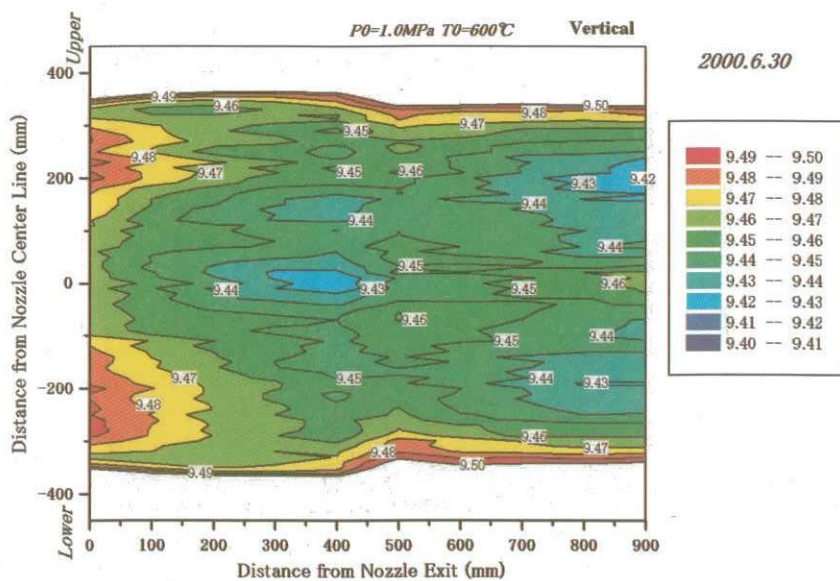 P0=1.0MPa T0=600℃ Vertical
2000.6.30
Upper
Distance from Nozzle Center Line (mm)
Lower
400
200
0
-200
-400
0 100 200 300 400 500 600 700 800 900
Distance from Nozzle Exit (mm)
9.49 9.46 9.50
9.48
9.45 9.47
9.48
9.47 9.45 9.46 9.43 9.42
9.44 9.44
9.44
9.45
9.44 9.43 9.45 9.46
9.46
9.45 9.44
9.47 9.45 9.44 9.43
9.48
9.46
9.48 9.47
9.49 9.50
9.49 -- 9.50
9.48 -- 9.49
9.47 -- 9.48
9.46 -- 9.47
9.45 -- 9.46
9.44 -- 9.45
9.43 -- 9.44
9.42 -- 9.43
9.41 -- 9.42
9.40 -- 9.41